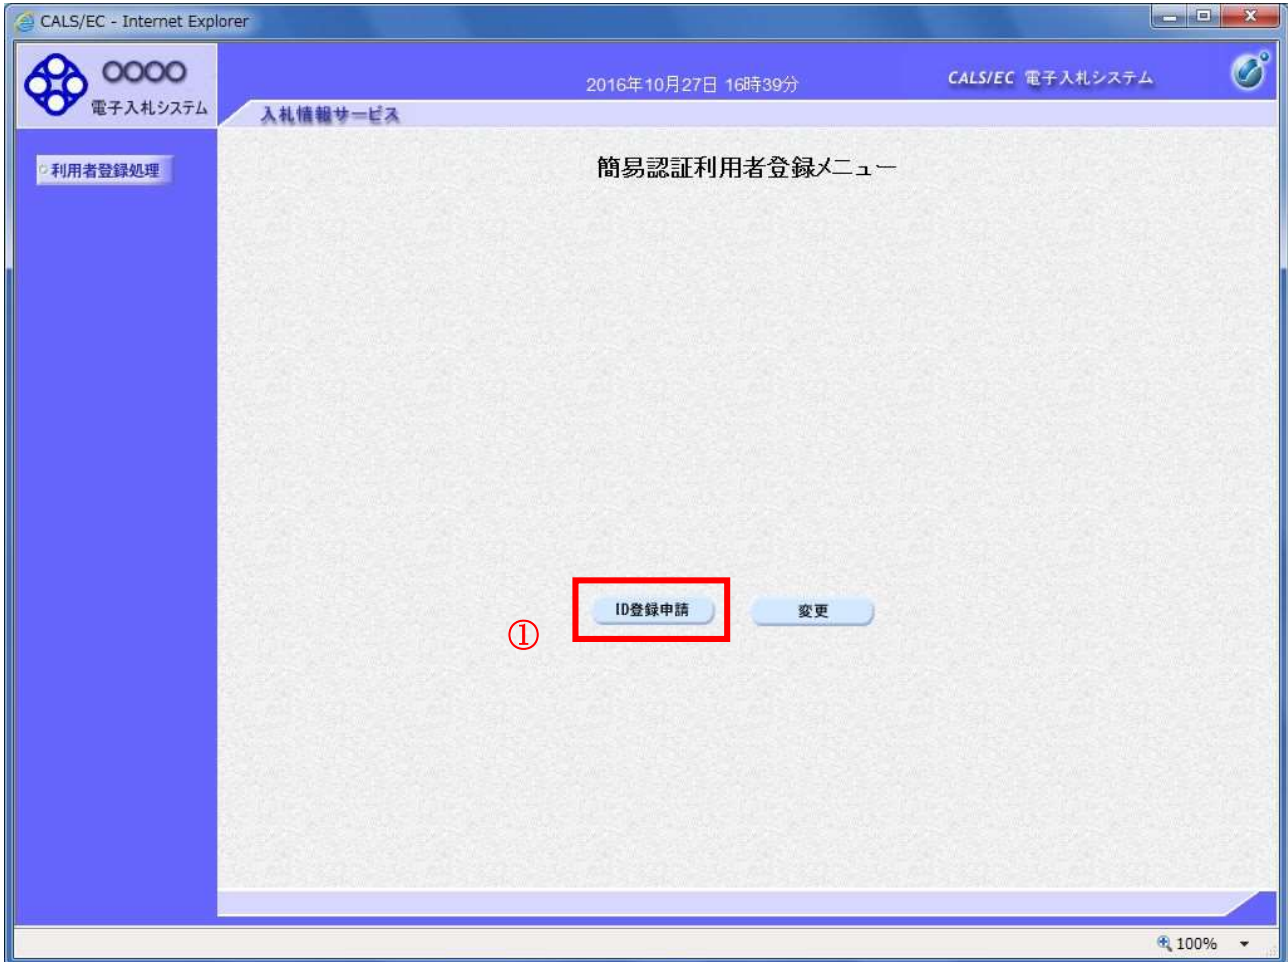 CALS/EC - Internet Explorer
〇〇〇〇
電子入札システム
2016年10月27日 16時39分
CALS/EC 電子入札システム
入札情報サービス
利用者登録処理
簡易認証利用者登録メニュー
ID登録申請
変更
①
100%